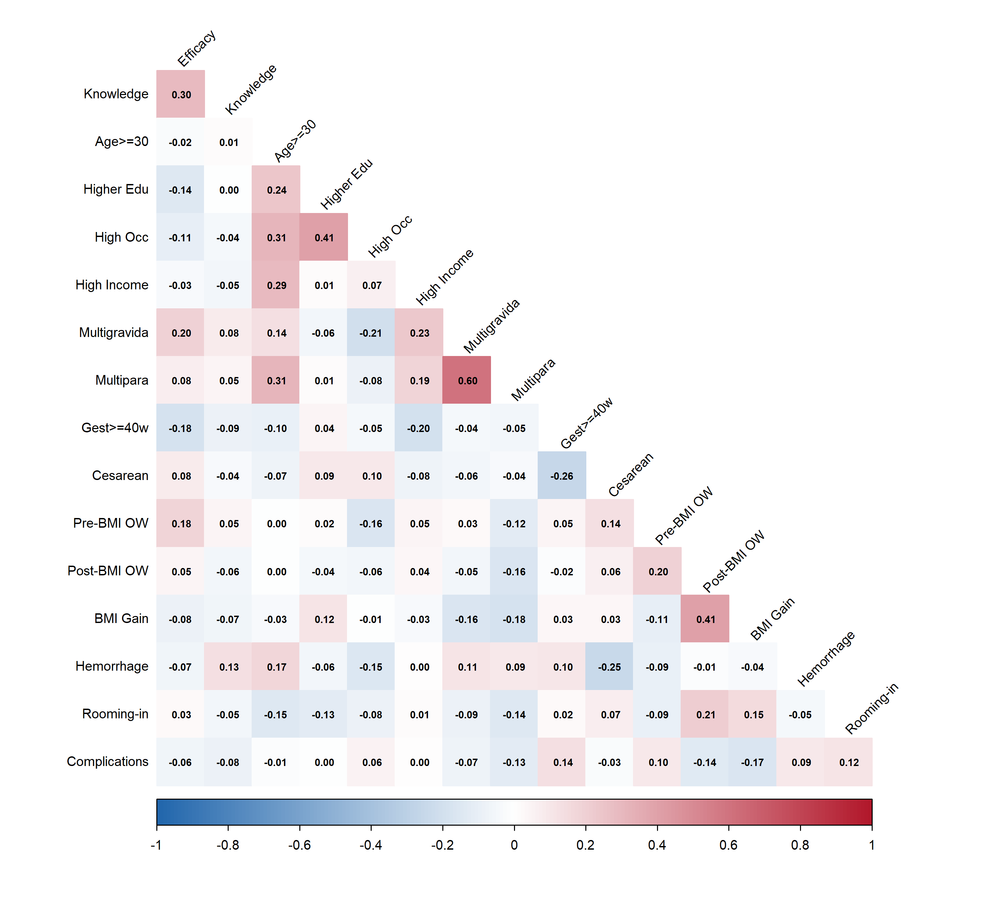 Efficacy
Knowledge 0.30 Knowledge
Age>=30 -0.02 0.01 Age>=30
Higher Edu -0.14 0.00 0.24 Higher Edu
High Occ -0.11 -0.04 0.31 0.41 High Occ
High Income -0.03 -0.05 0.29 0.01 0.07 High Income
Multigravida 0.20 0.08 0.14 -0.06 -0.21 0.23 Multigravida
Multipara 0.08 0.05 0.31 0.01 -0.08 0.19 0.60 Multipara
Gest>=40w -0.18 -0.09 -0.10 0.04 -0.05 -0.20 -0.04 -0.05 Gest>=40w
Cesarean 0.08 -0.04 -0.07 0.09 0.10 -0.08 -0.06 -0.04 -0.26 Cesarean
Pre-BMI OW 0.18 0.05 0.00 0.02 -0.16 0.05 0.03 -0.12 0.05 0.14 Pre-BMI OW
Post-BMI OW 0.05 -0.06 0.00 -0.04 -0.06 0.04 -0.05 -0.16 -0.02 0.06 0.20 Post-BMI OW
BMI Gain -0.08 -0.07 -0.03 0.12 -0.01 -0.03 -0.16 -0.18 0.03 0.03 -0.11 0.41 BMI Gain
Hemorrhage -0.07 0.13 0.17 -0.06 -0.15 0.00 0.11 0.09 0.10 -0.25 -0.09 -0.01 -0.04 Hemorrhage
Rooming-in 0.03 -0.05 -0.15 -0.13 -0.08 0.01 -0.09 -0.14 0.02 0.07 -0.09 0.21 0.15 -0.05 Rooming-in
Complications -0.06 -0.08 -0.01 0.00 0.06 0.00 -0.07 -0.13 0.14 -0.03 0.10 -0.14 -0.17 0.09 0.12
-1 -0.8 -0.6 -0.4 -0.2 0 0.2 0.4 0.6 0.8 1